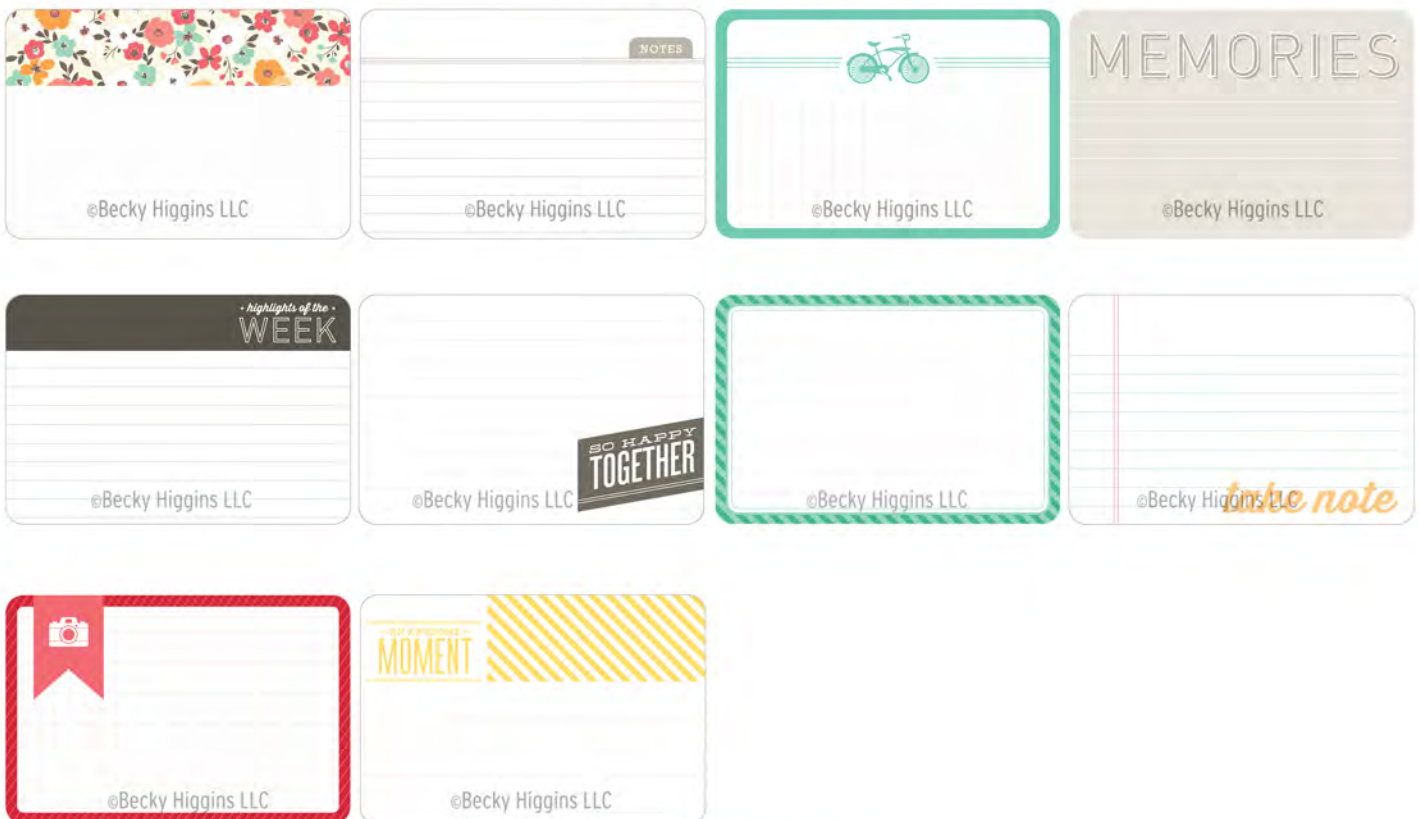 NOTES
MEMORIES
©Becky Higgins LLC
©Becky Higgins LLC
©Becky Higgins LLC
©Becky Higgins LLC
• highlights of the •
WEEK
SO HAPPY
TOGETHER
©Becky Higgins LLC
©Becky Higgins LLC
©Becky Higgins LLC
©Becky Higgins LLC
take note
AN AWESOME
MOMENT
©Becky Higgins LLC
©Becky Higgins LLC